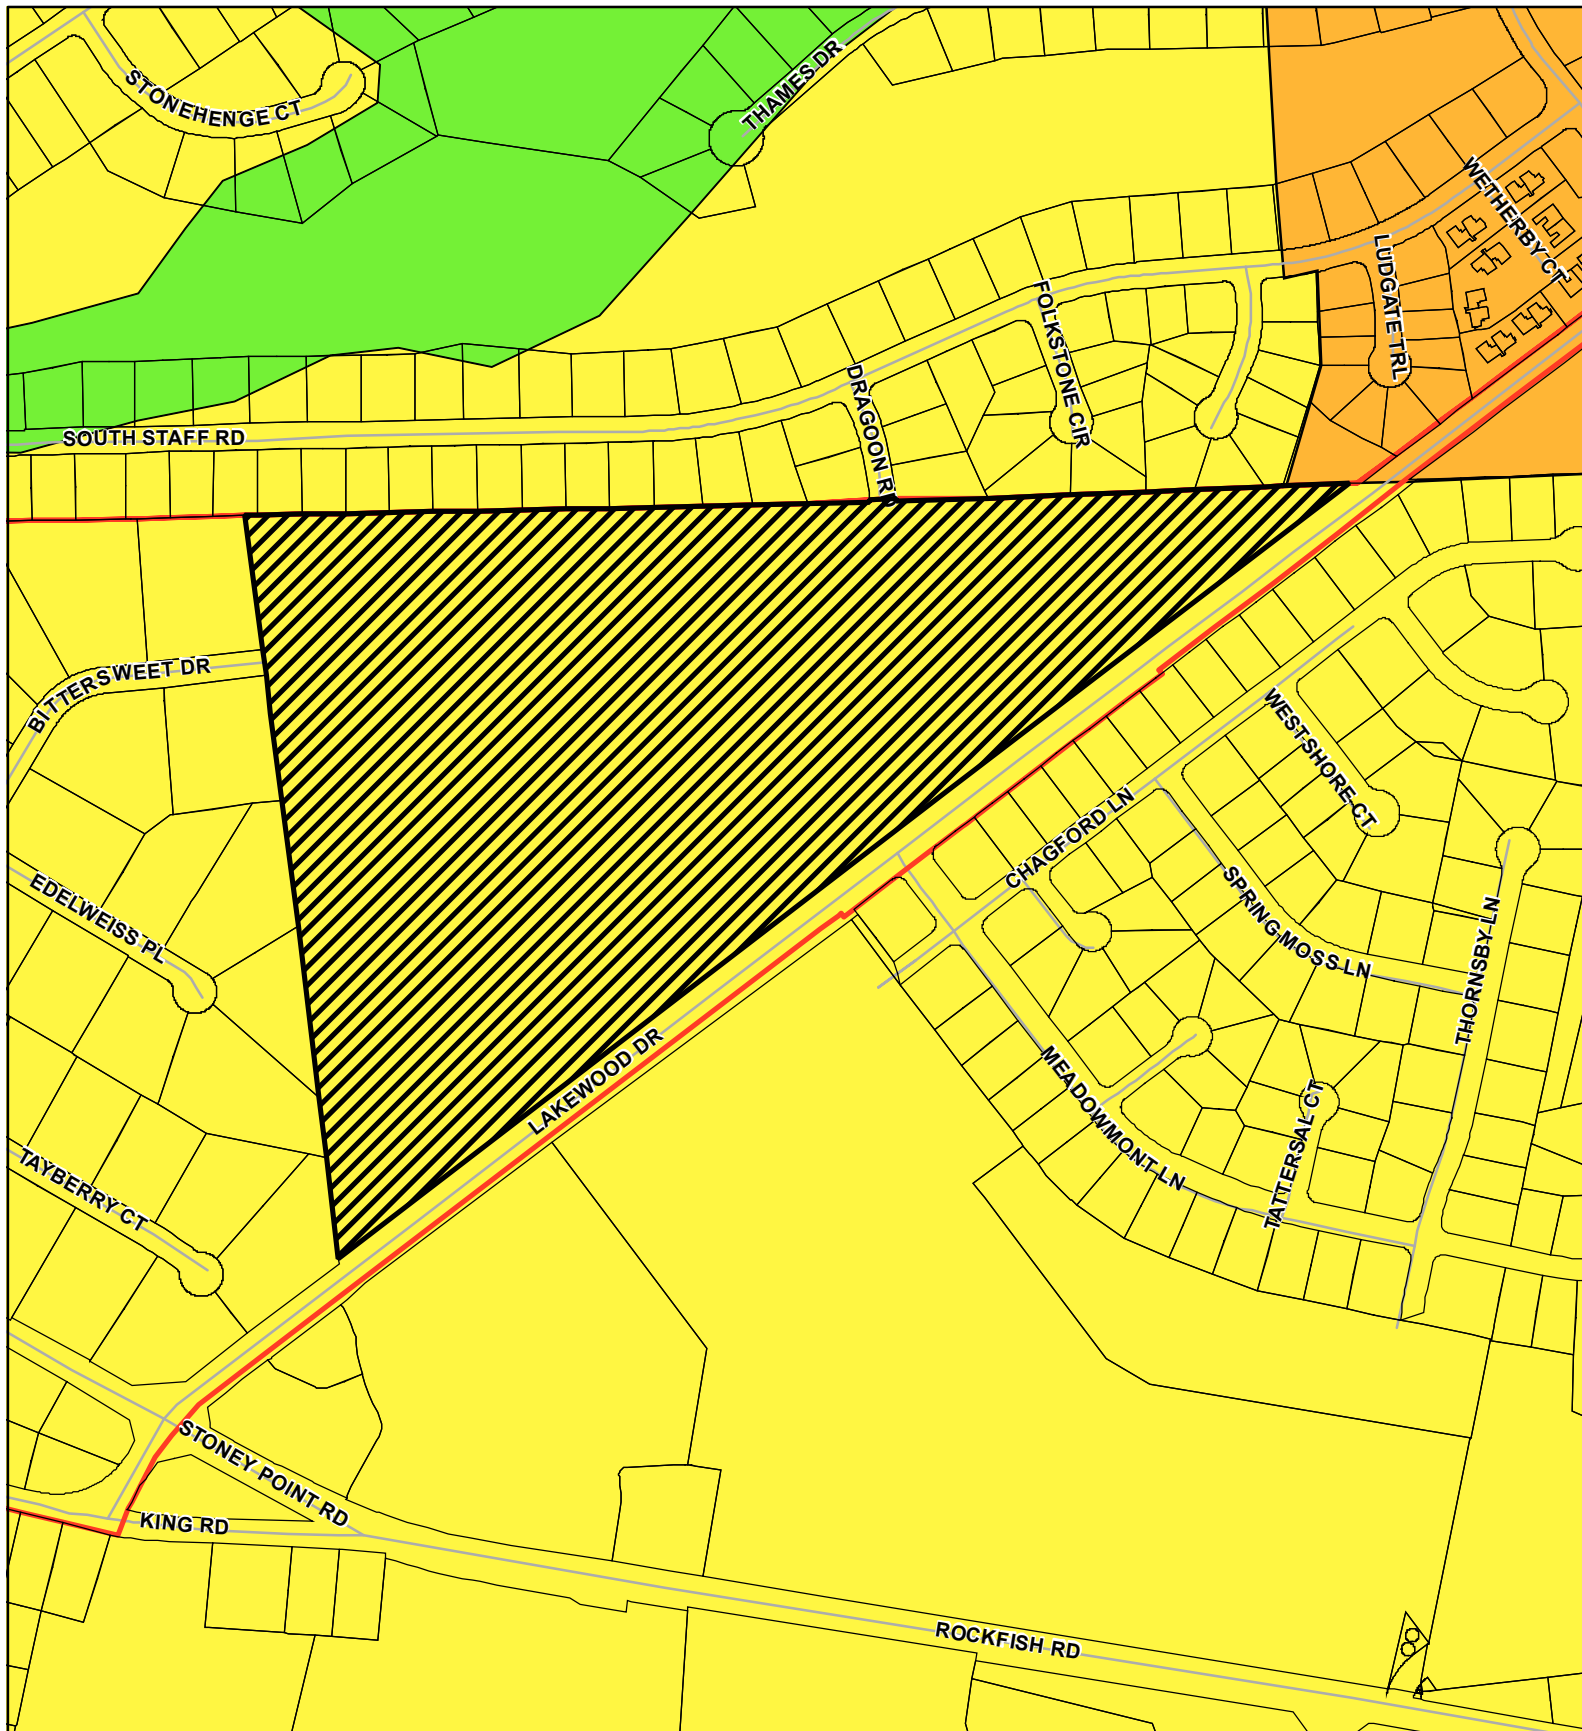 STONEHENGE CT
THAMES DR
WETHERBY CT
LUDGATE TRL
FOLKSTONE CIR
DRAGOON RD
SOUTH STAFF RD
BITTERSWEET DR
WEST SHORE CT
CHAGFORD LN
EDELWEISS PL
SPRING MOSS LN
THORNSBY LN
LAKEWOOD DR
MEADOWMONT LN
TATTERSAL CT
TAYBERRY CT
STONEY POINT RD
KING RD
ROCKFISH RD